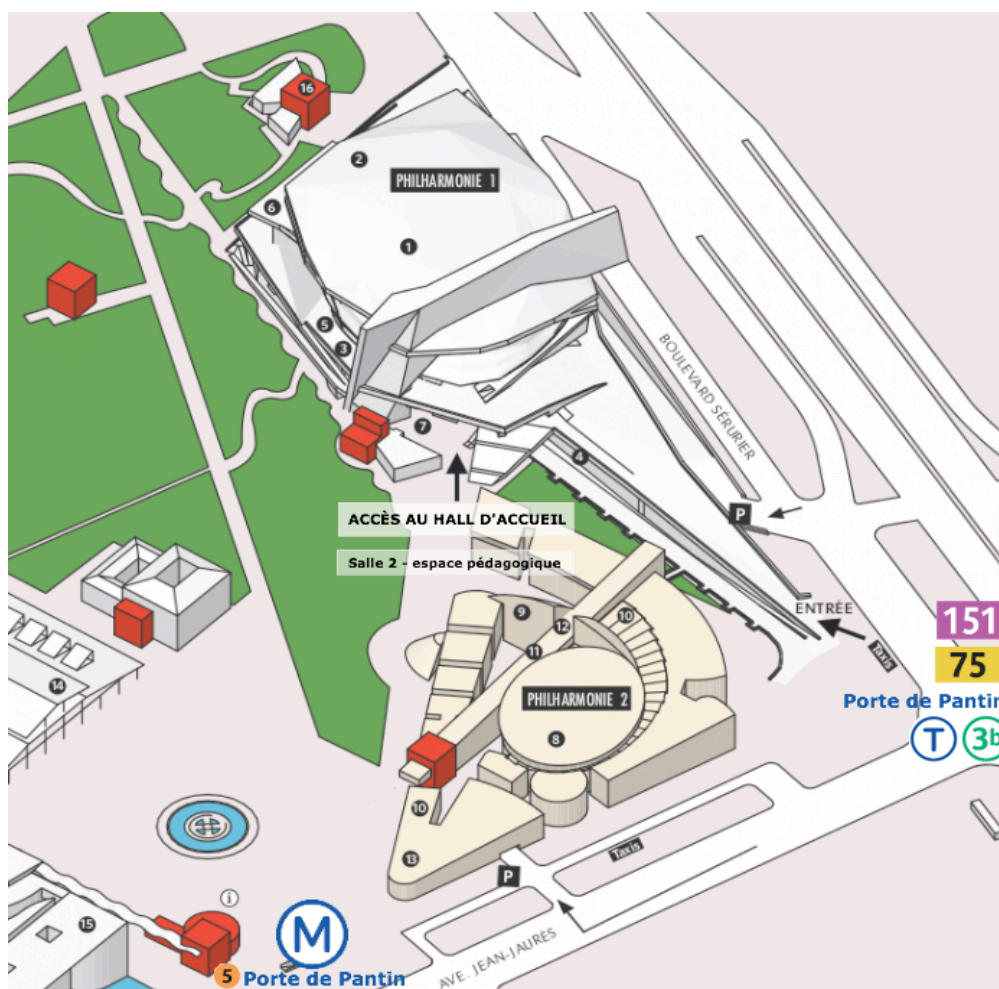 16
2
PHILHARMONIE 1
6
1
5
3
BOULEVARD SÉRURIER
7
4
P
ACCÈS AU HALL D'ACCUEIL
Salle 2 - espace pédagogique
ENTRÉE
Taxis
151
75
Porte de Pantin
T 3b
9
10
12
11
PHILHARMONIE 2
8
14
10
13
Taxis
P
i
15
M
5 Porte de Pantin
AVE. JEAN-JAURÈS